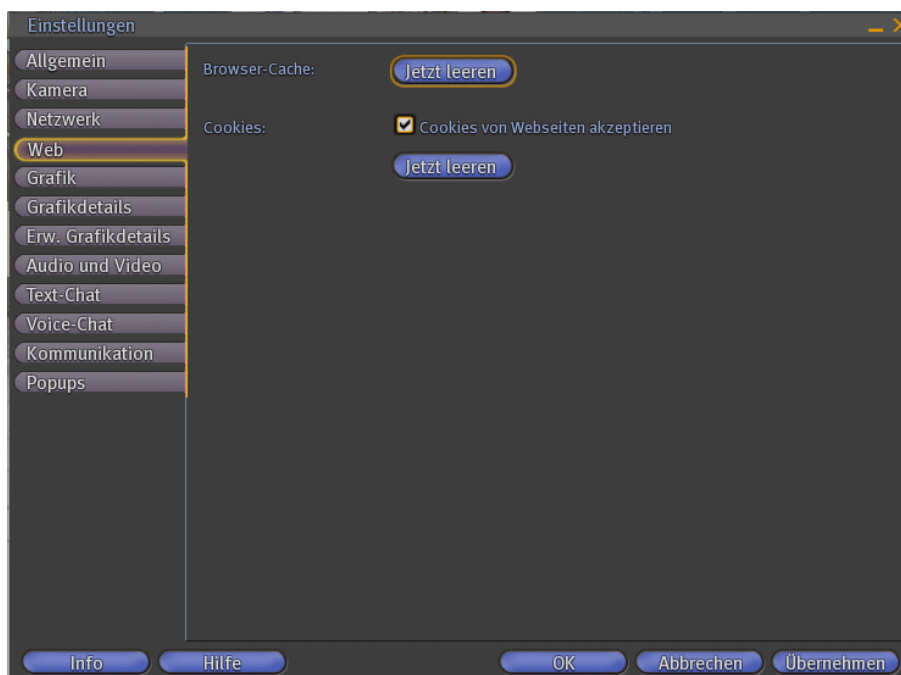 Einstellungen
Allgemein
Kamera
Netzwerk
Web
Grafik
Grafikdetails
Erw. Grafikdetails
Audio und Video
Text-Chat
Voice-Chat
Kommunikation
Popups
Browser-Cache: Jetzt leeren
Cookies: Cookies von Webseiten akzeptieren
Jetzt leeren
Info Hilfe OK Abbrechen Übernehmen